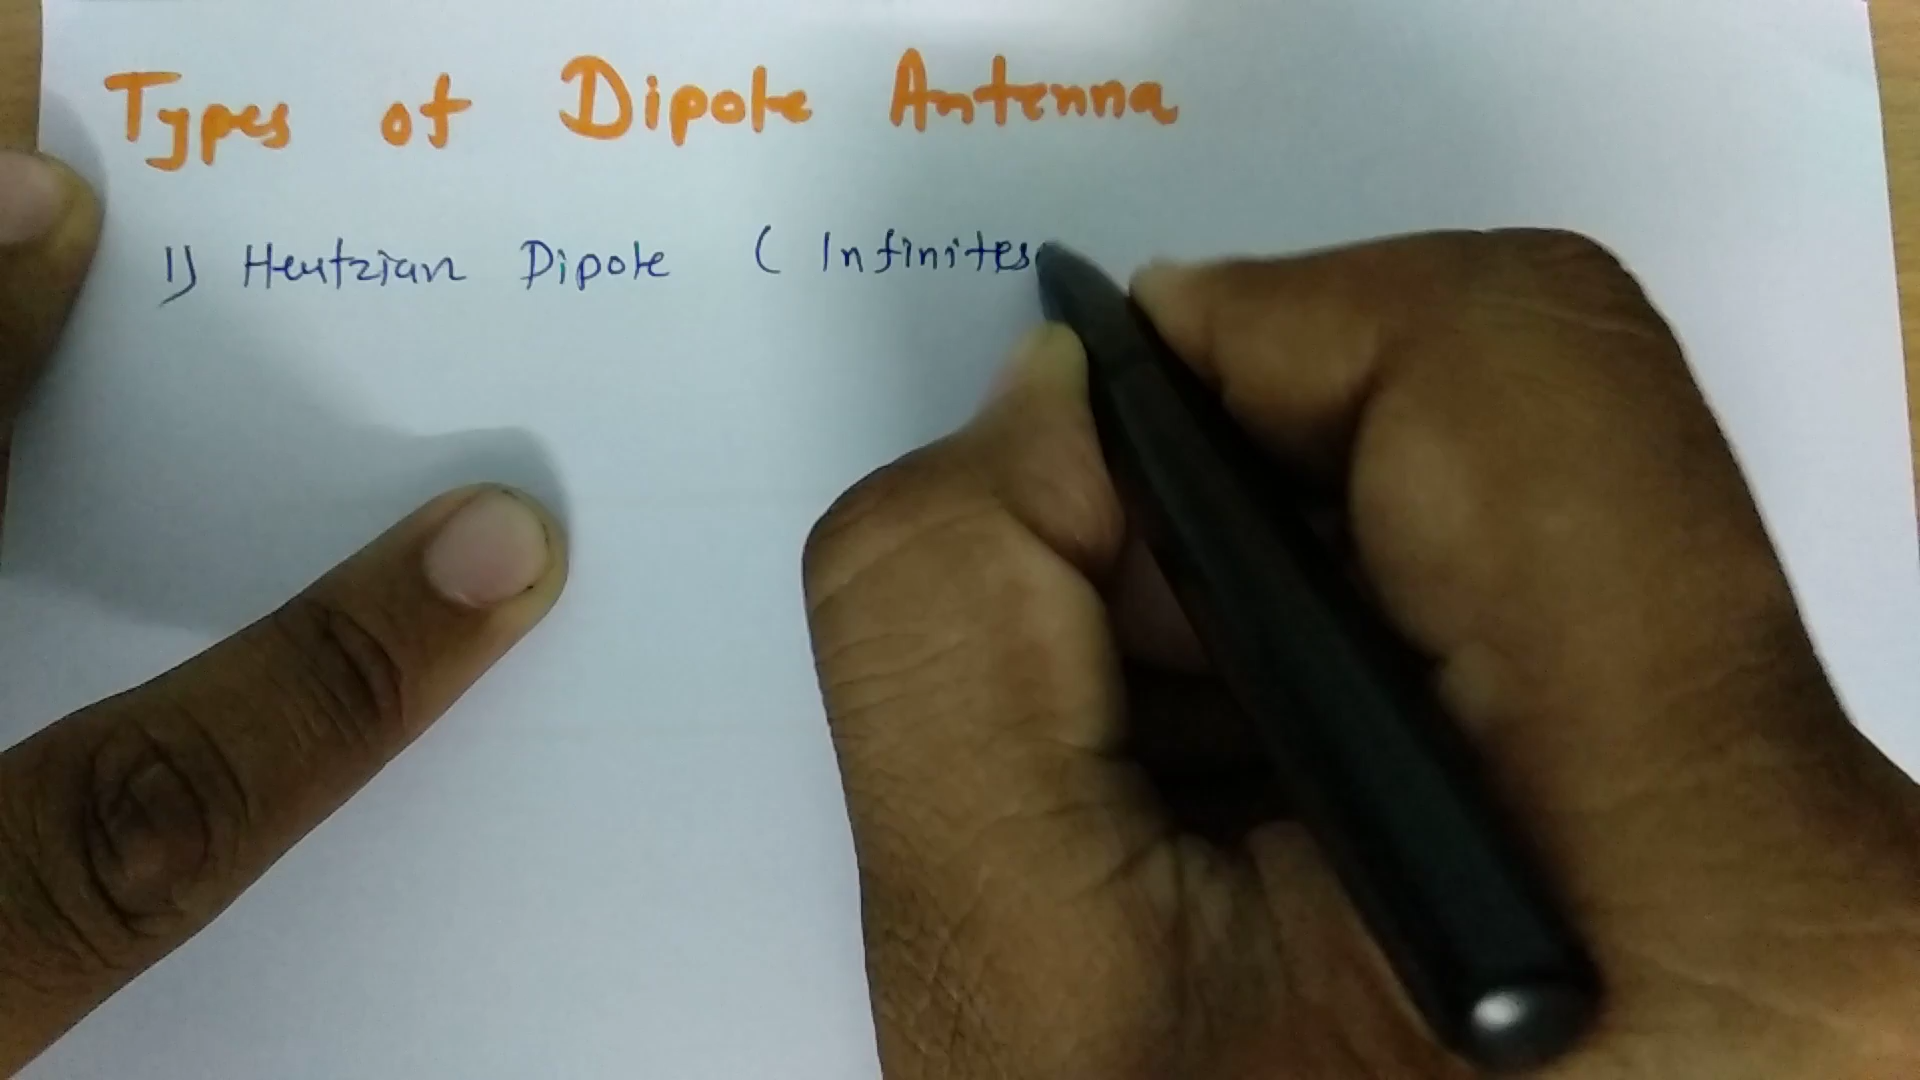 Types of Dipole Antenna
1) Hertzian Dipole ( Infinites